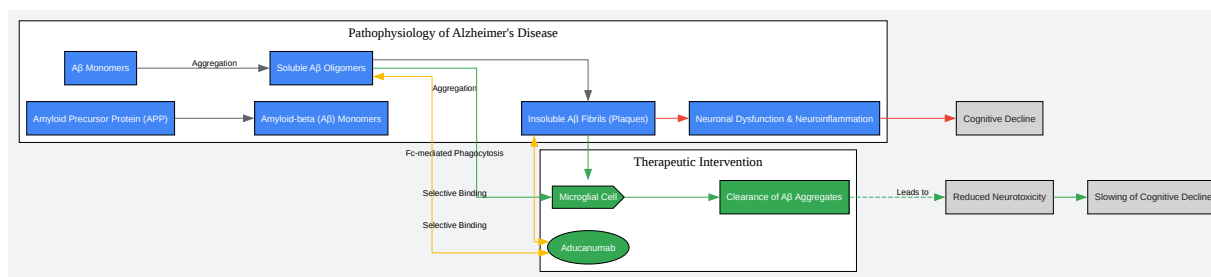 Pathophysiology of Alzheimer's Disease
Aβ Monomers
Aggregation
Soluble Aβ Oligomers
Aggregation
Amyloid Precursor Protein (APP)
Amyloid-beta (Aβ) Monomers
Insoluble Aβ Fibrils (Plaques)
Neuronal Dysfunction & Neuroinflammation
Cognitive Decline
Fc-mediated Phagocytosis
Therapeutic Intervention
Selective Binding
Microglial Cell
Clearance of Aβ Aggregates
Leads to
Reduced Neurotoxicity
Slowing of Cognitive Decline
Selective Binding
Aducanumab